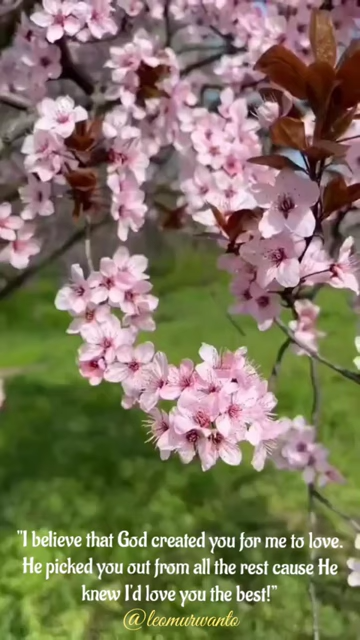 "I believe that God created you for me to love.
He picked you out from all the rest cause He
knew I'd love you the best!"
@leomurwanto